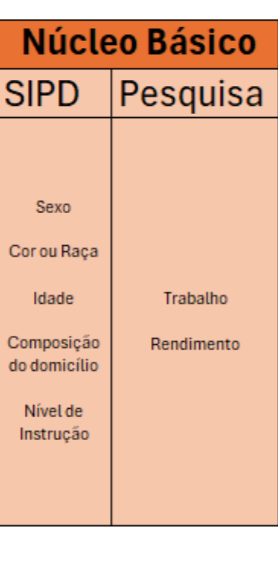 Núcleo Básico
SIPD
Pesquisa
Sexo
Cor ou Raça
Idade
Composição
do domicílio
Nível de
Instrução
Trabalho
Rendimento